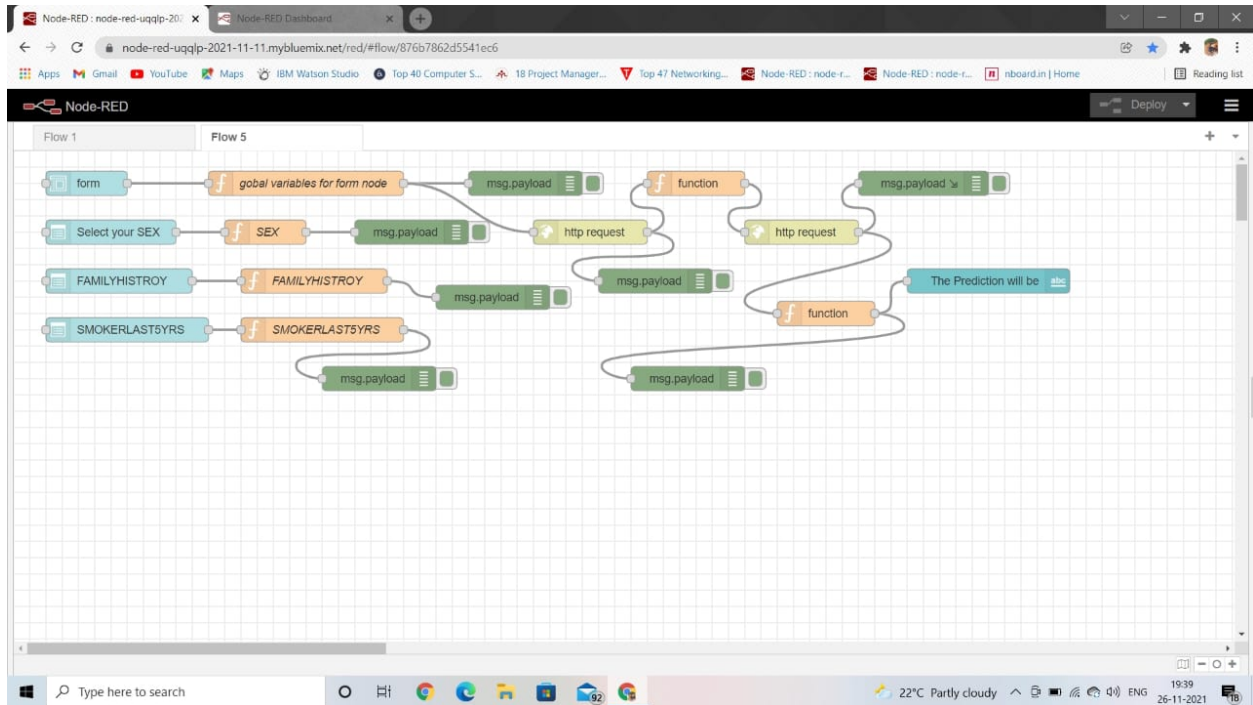 Node-RED : node-red-uqqlp-202
Node-RED Dashboard
node-red-uqqlp-2021-11-11.mybluemix.net/red/#flow/876b7862d5541ec6
Apps Gmail YouTube Maps IBM Watson Studio Top 40 Computer S... 18 Project Manager... Top 47 Networking... Node-RED : node-r... Node-RED : node-r... nboard.in | Home Reading list
Node-RED Deploy
Flow 1 Flow 5
form gobal variables for form node msg.payload function msg.payload
Select your SEX SEX msg.payload http request http request
FAMILYHISTROY FAMILYHISTROY msg.payload The Prediction will be abc
msg.payload
function
SMOKERLAST5YRS SMOKERLAST5YRS
msg.payload msg.payload
Type here to search 92 22°C Partly cloudy ENG 19:39
26-11-2021 18